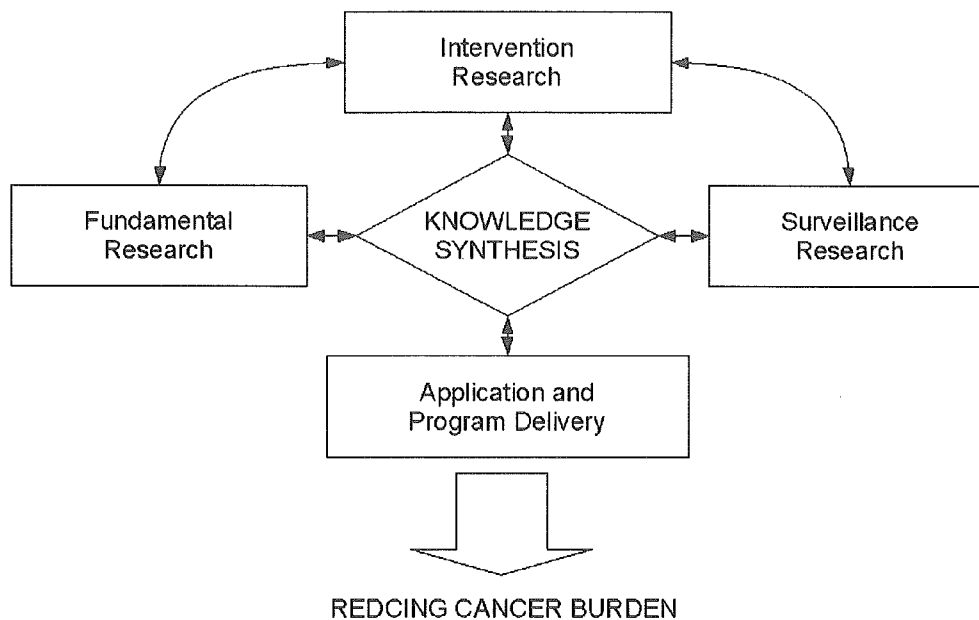 Intervention
Research
Fundamental
Research
KNOWLEDGE
SYNTHESIS
Surveillance
Research
Application and
Program Delivery
REDCING CANCER BURDEN